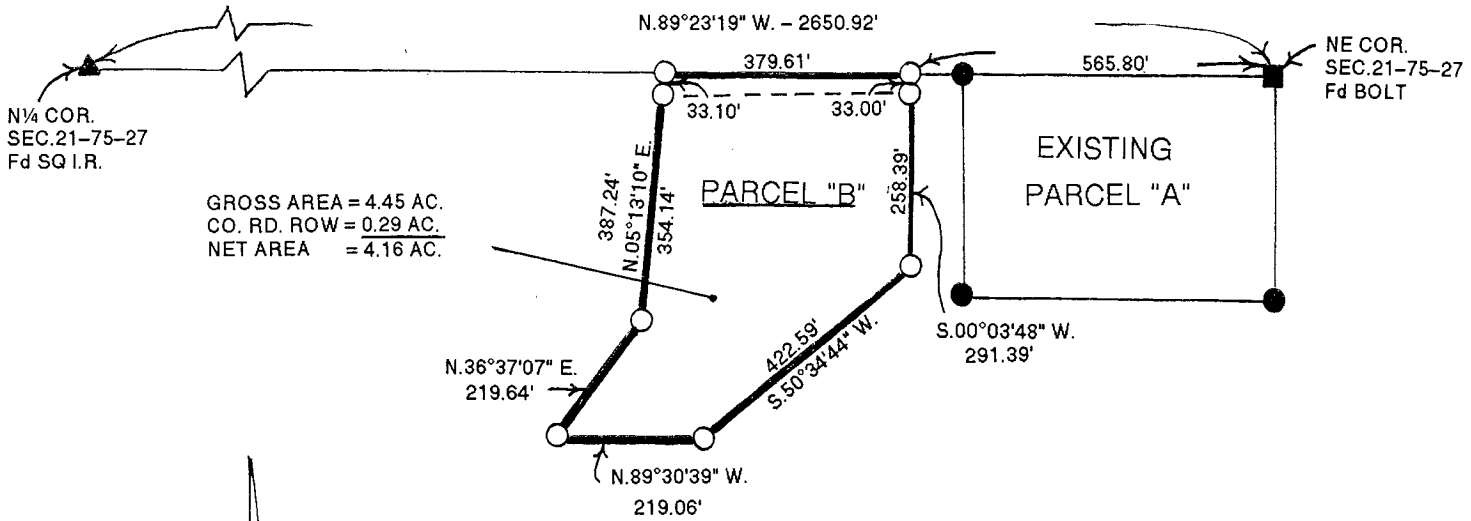 N.89°23'19" W. – 2650.92'
379.61'
565.80'
NE COR.
SEC.21–75–27
Fd BOLT
N¼ COR.
SEC.21–75–27
Fd SQ I.R.
33.10'
33.00'
EXISTING
PARCEL "A"
PARCEL "B"
387.24'
N.05°13'10" E.
354.14'
258.39'
GROSS AREA = 4.45 AC.
CO. RD. ROW = 0.29 AC.
NET AREA = 4.16 AC.
S.00°03'48" W.
291.39'
422.59'
S.50°34'44" W.
N.36°37'07" E.
219.64'
N.89°30'39" W.
219.06'